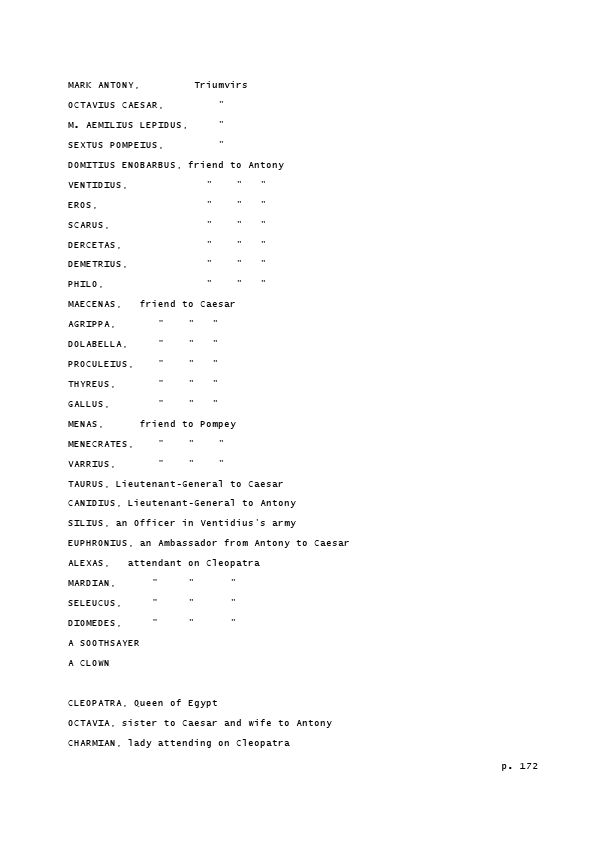 MARK ANTONY,         Triumvirs
OCTAVIUS CAESAR,         "
M. AEMILIUS LEPIDUS,     "
SEXTUS POMPEIUS,         "
DOMITIUS ENOBARBUS, friend to Antony
VENTIDIUS,             "    "   "
EROS,                  "    "   "
SCARUS,                "    "   "
DERCETAS,              "    "   "
DEMETRIUS,             "    "   "
PHILO,                 "    "   "
MAECENAS,   friend to Caesar
AGRIPPA,       "    "   "
DOLABELLA,     "    "   "
PROCULEIUS,    "    "   "
THYREUS,       "    "   "
GALLUS,        "    "   "
MENAS,      friend to Pompey
MENECRATES,    "    "    "
VARRIUS,       "    "    "
TAURUS, Lieutenant-General to Caesar
CANIDIUS, Lieutenant-General to Antony
SILIUS, an Officer in Ventidius's army
EUPHRONIUS, an Ambassador from Antony to Caesar
ALEXAS,   attendant on Cleopatra
MARDIAN,      "     "      "
SELEUCUS,     "     "      "
DIOMEDES,     "     "      "
A SOOTHSAYER
A CLOWN
CLEOPATRA, Queen of Egypt
OCTAVIA, sister to Caesar and wife to Antony
CHARMIAN, lady attending on Cleopatra
p. 172